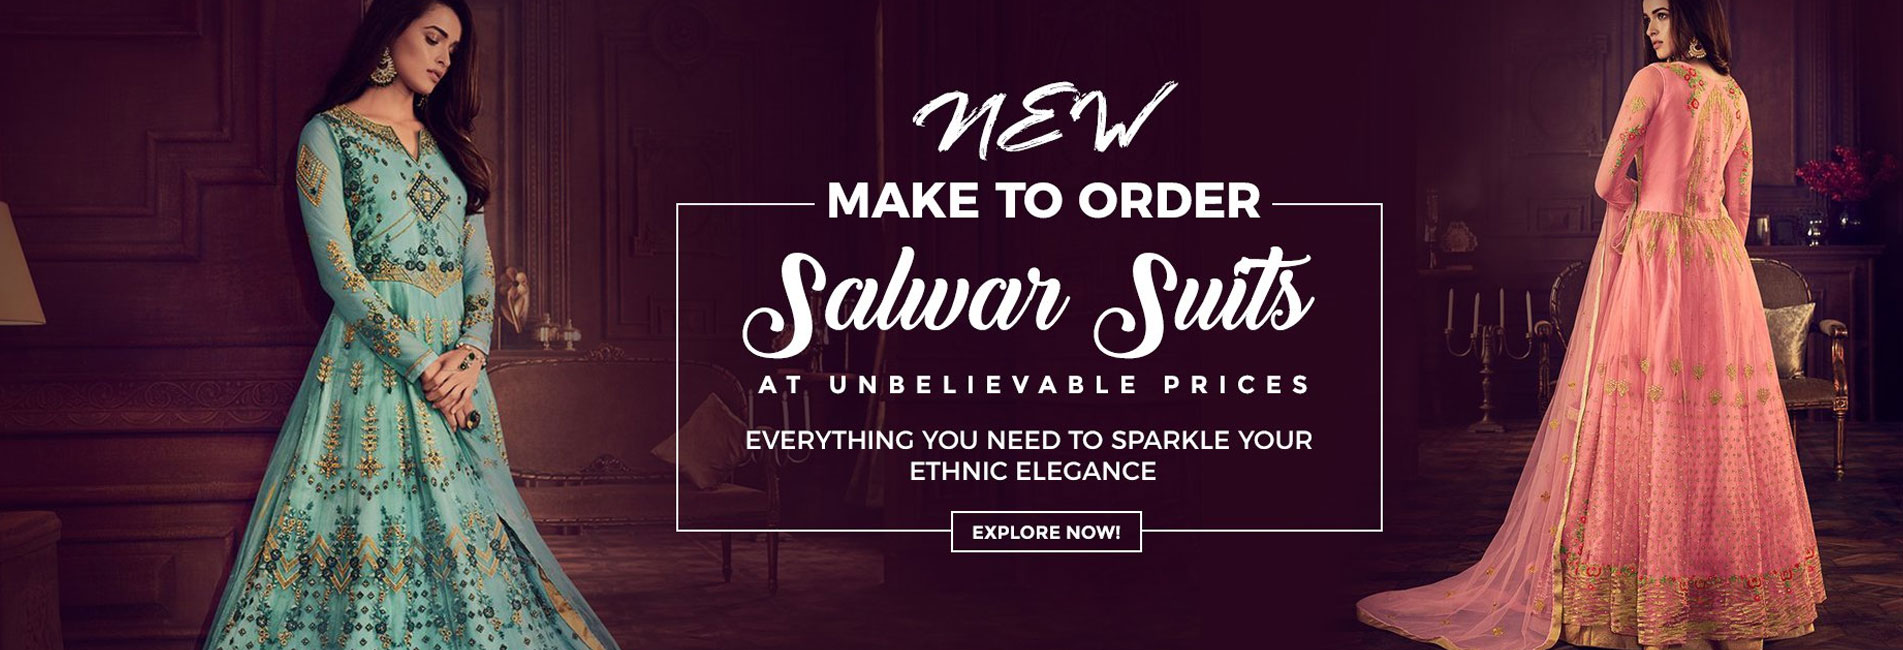 NEW
MAKE TO ORDER
Salwar Suits
AT UNBELIEVABLE PRICES
EVERYTHING YOU NEED TO SPARKLE YOUR
ETHNIC ELEGANCE
EXPLORE NOW!